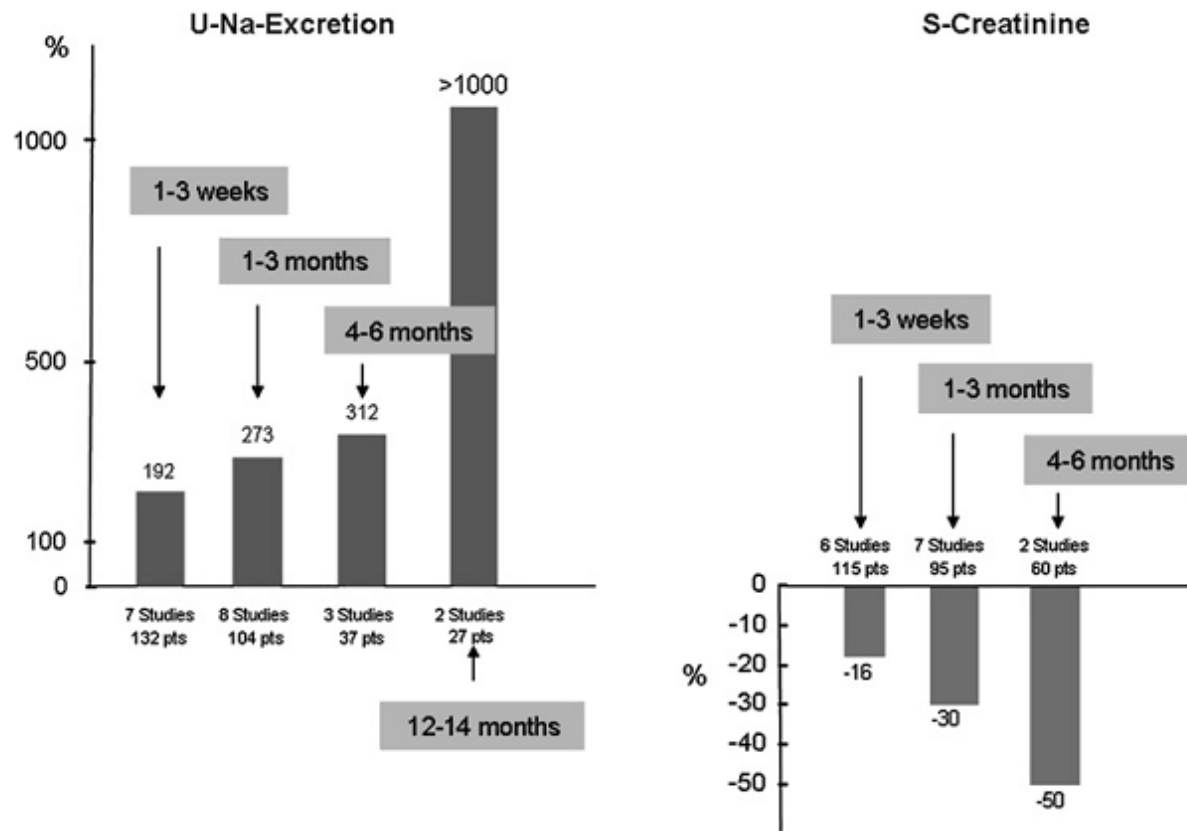 U-Na-Excretion
%
>1000
1000
1-3 weeks
1-3 months
4-6 months
500
312
273
192
100
0
7 Studies
132 pts
8 Studies
104 pts
3 Studies
37 pts
2 Studies
27 pts
12-14 months
S-Creatinine
1-3 weeks
1-3 months
4-6 months
6 Studies
115 pts
7 Studies
95 pts
2 Studies
60 pts
0
-10
-20
-30
-40
-50
%
-16
-30
-50